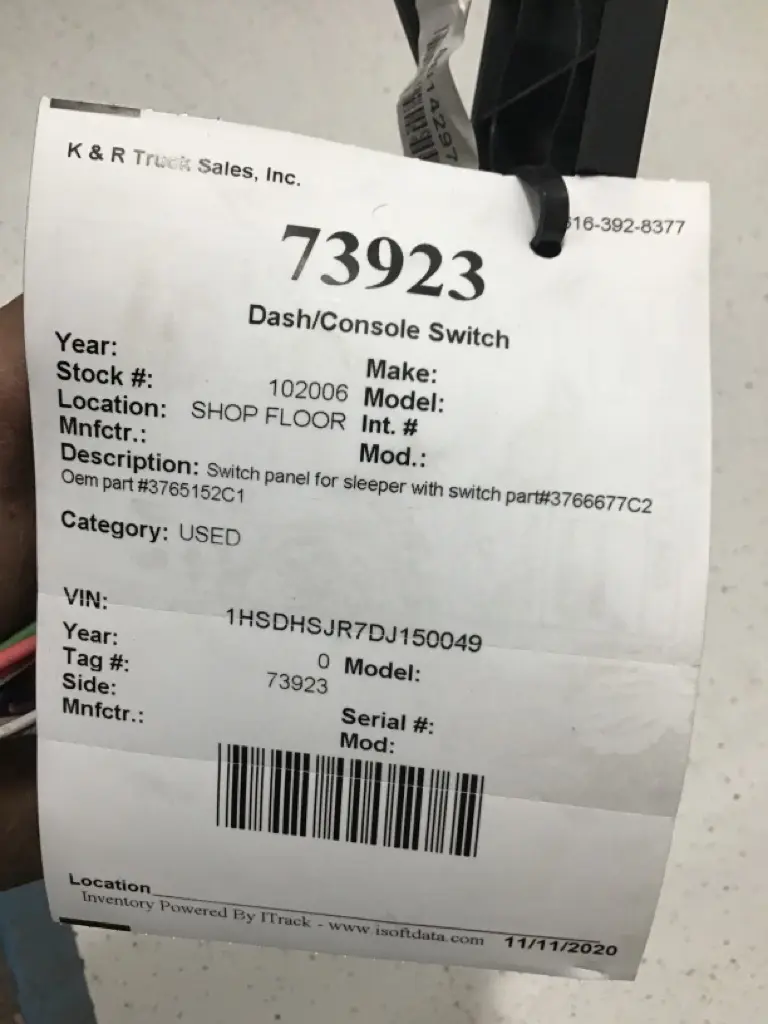 14297
K & R Truck Sales, Inc.
616-392-8377
73923
Dash/Console Switch
Year:
Make:
Stock #: 102006 Model:
Location: SHOP FLOOR Int. #
Mnfctr.:
Mod.:
Description: Switch panel for sleeper with switch part#3766677C2
Oem part #3765152C1
Category: USED
VIN: 1HSDHSJR7DJ150049
Year: 0 Model:
Tag #: 73923
Side:
Serial #:
Mnfctr.:
Mod:
Location
Inventory Powered By ITrack - www.isoftdata.com 11/11/2020